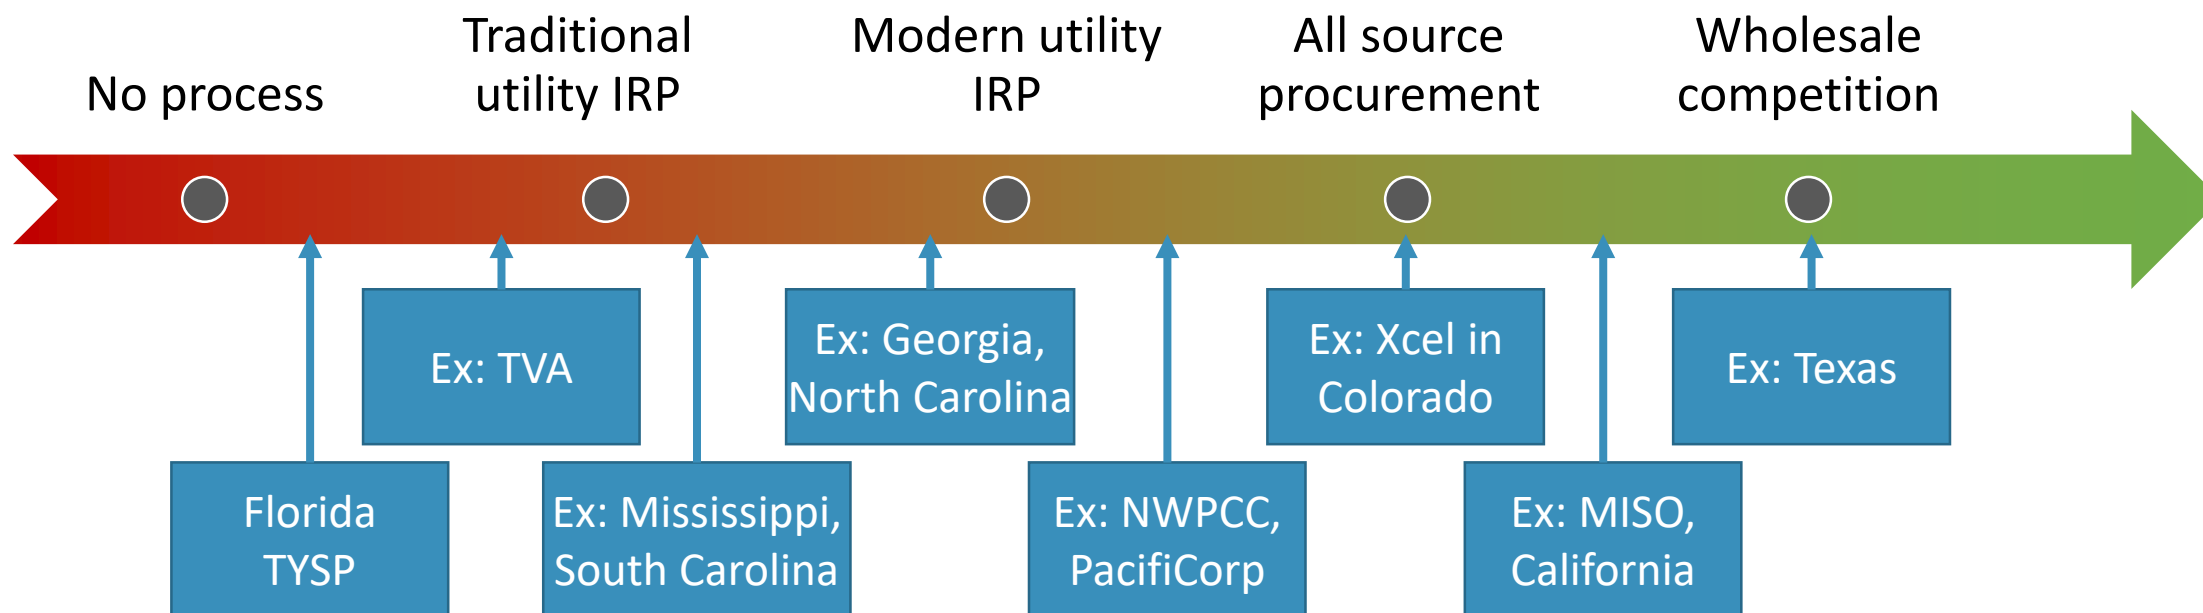 No process
Traditional
utility IRP
Modern utility
IRP
All source
procurement
Wholesale
competition
Florida
TYSP
Ex: TVA
Ex: Mississippi,
South Carolina
Ex: Georgia,
North Carolina
Ex: NWPCC,
PacifiCorp
Ex: Xcel in
Colorado
Ex: MISO,
California
Ex: Texas